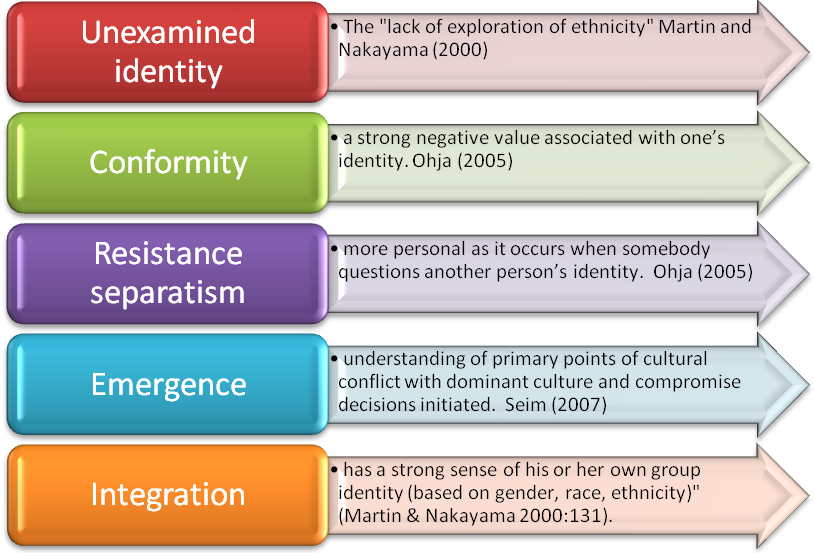 Unexamined
identity
• The "lack of exploration of ethnicity" Martin and
Nakayama (2000)
Conformity
• a strong negative value associated with one’s
identity. Ohja (2005)
Resistance
separatism
• more personal as it occurs when somebody
questions another person’s identity.  Ohja (2005)
Emergence
• understanding of primary points of cultural
conflict with dominant culture and compromise
decisions initiated.  Seim (2007)
Integration
• has a strong sense of his or her own group
identity (based on gender, race, ethnicity)"
(Martin & Nakayama 2000:131).